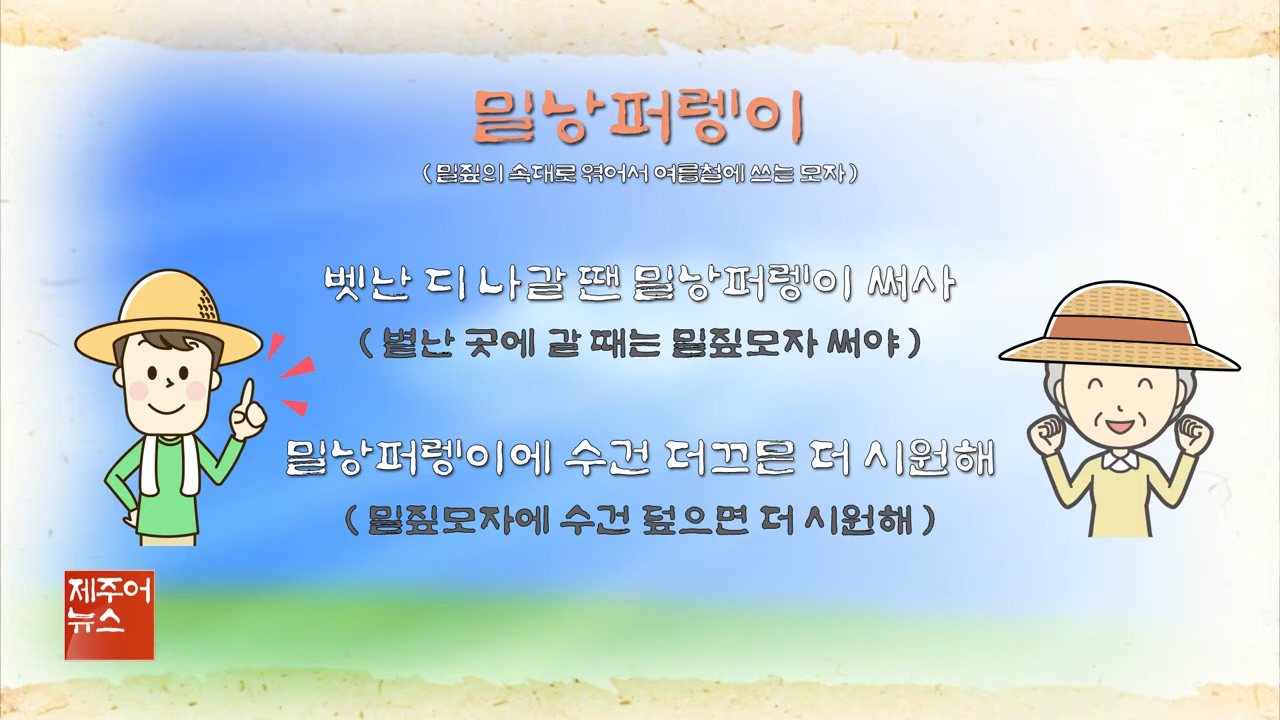 밀낭퍼렝이
( 밀짚의 속대로 엮어서 여름철에 쓰는 모자 )
벳난 디 나갈 땐 밀낭퍼렝이 써사
( 볕난 곳에 갈 때는 밀짚모자 써야 )
밀낭퍼렝이에 수건 더끄믄 더 시원해
( 밀짚모자에 수건 덮으면 더 시원해 )
제주어
뉴스